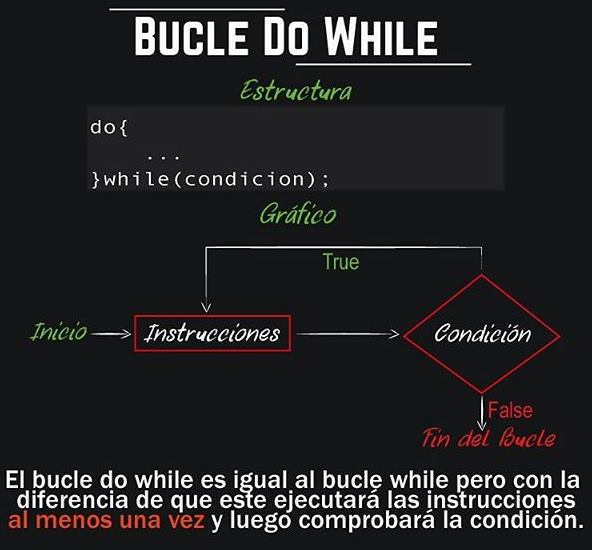 BUCLE DO WHILE
Estructura
do{
...
}while(condicion);
Gráfico
True
Inicio
Instrucciones
Condición
False
Fin del Bucle
El bucle do while es igual al bucle while pero con la
diferencia de que este ejecutará las instrucciones
al menos una vez y luego comprobará la condición.